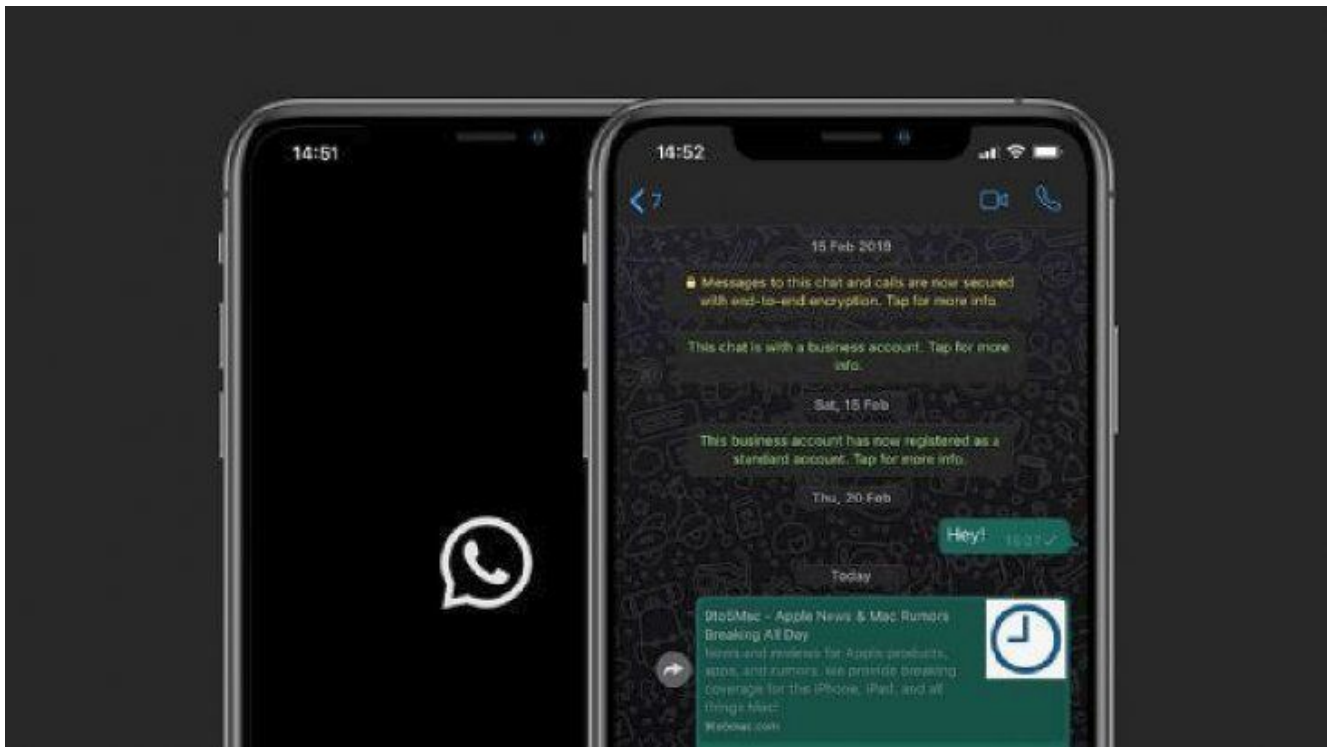 14:51
14:52
7
15 Feb 2019
Messages to this chat and calls are now secured
with end-to-end encryption. Tap for more info.
This chat is with a business account. Tap for more
info.
Sat, 15 Feb
This business account has now registered as a
standard account. Tap for more info.
Thu, 20 Feb
Hey!
Today
9to5Mac - Apple News & Mac Rumors
Breaking All Day
News and reviews for Apple products,
apps, and rumors. We provide breaking
coverage for the iPhone, iPad, and all
things Mac!
9to5mac.com